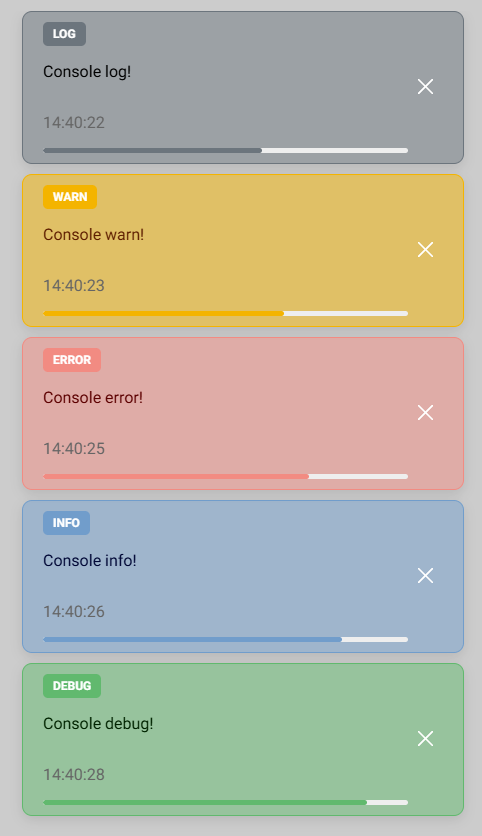 LOG
Console log!
14:40:22
WARN
Console warn!
14:40:23
ERROR
Console error!
14:40:25
INFO
Console info!
14:40:26
DEBUG
Console debug!
14:40:28